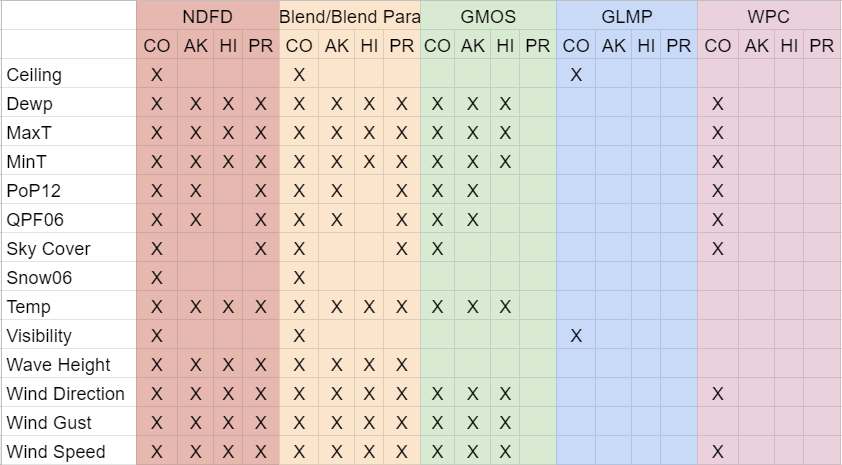 NDFD Blend/Blend Para GMOS GLMP WPC
CO AK HI PR CO AK HI PR CO AK HI PR CO AK HI PR CO AK HI PR
Ceiling X X X
Dewp X X X X X X X X X X X X
MaxT X X X X X X X X X X X X
MinT X X X X X X X X X X X X
PoP12 X X X X X X X X X
QPF06 X X X X X X X X X
Sky Cover X X X X X X
Snow06 X X
Temp X X X X X X X X X X X
Visibility X X X
Wave Height X X X X X X X X
Wind Direction X X X X X X X X X X X X
Wind Gust X X X X X X X X X X X
Wind Speed X X X X X X X X X X X X